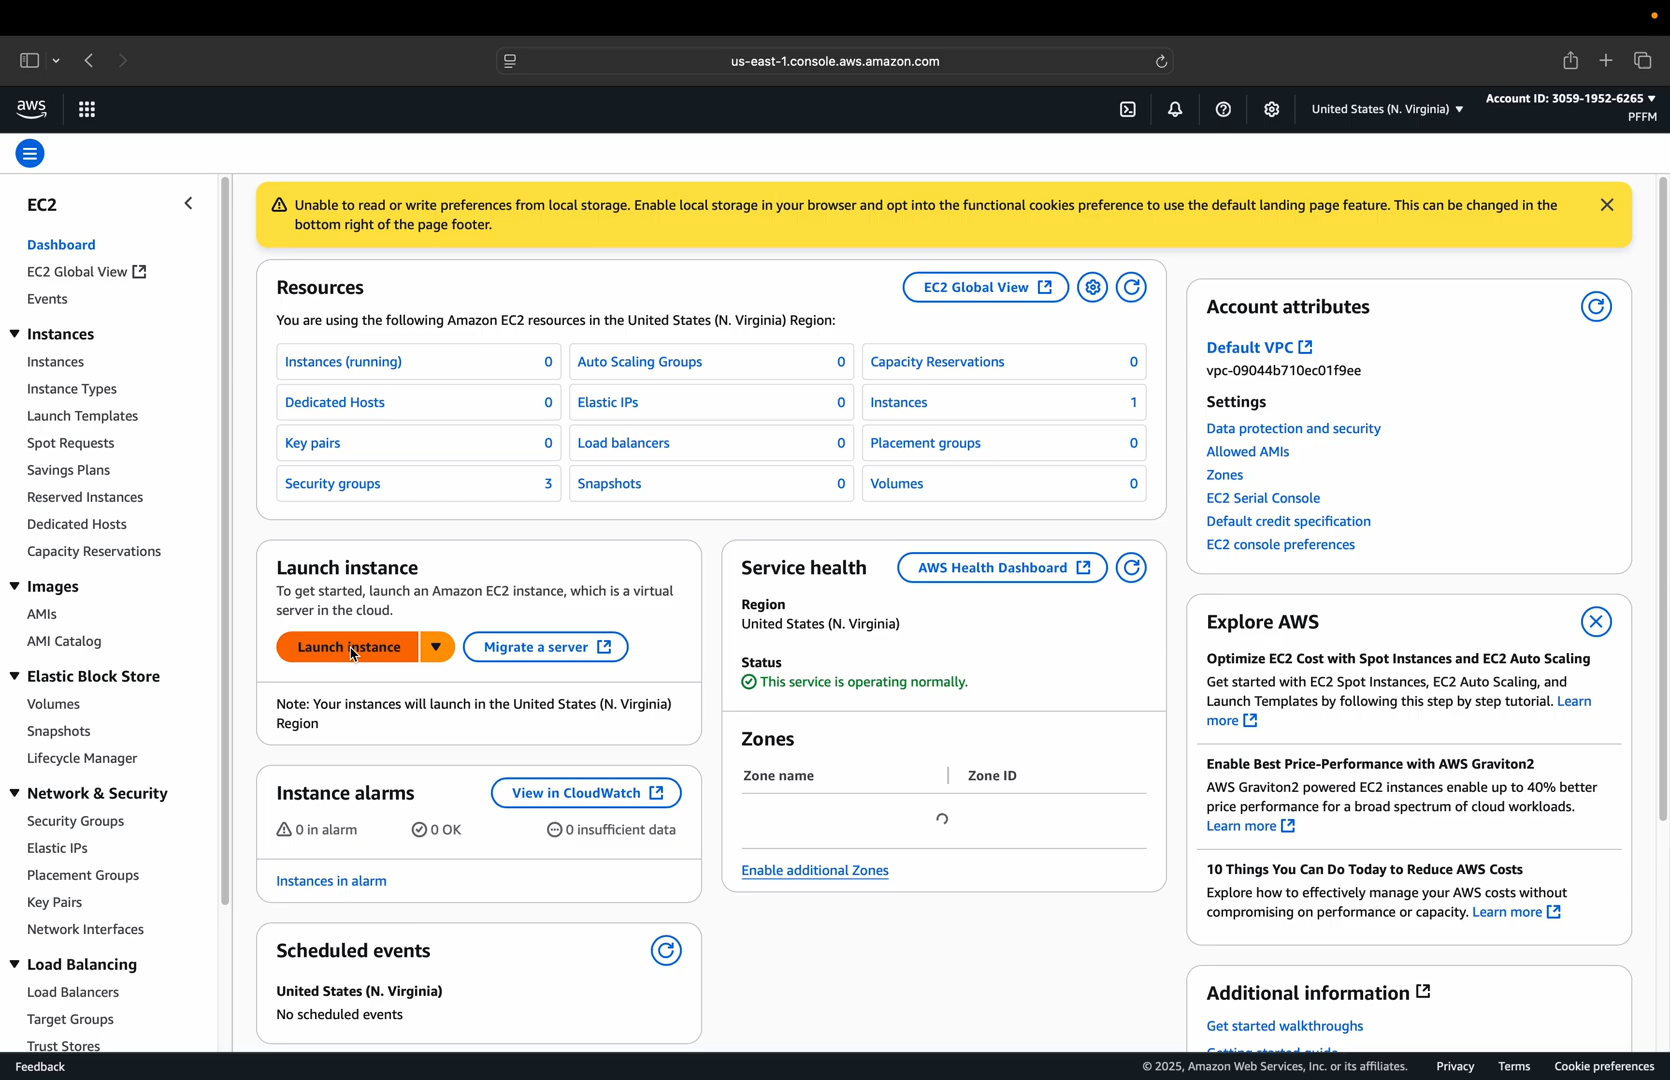 us-east-1.console.aws.amazon.com
aws
United States (N. Virginia)
Account ID: 3059-1952-6265
PFFM
EC2
Dashboard
EC2 Global View
Events
Instances
Instances
Instance Types
Launch Templates
Spot Requests
Savings Plans
Reserved Instances
Dedicated Hosts
Capacity Reservations
Images
AMIs
AMI Catalog
Elastic Block Store
Volumes
Snapshots
Lifecycle Manager
Network & Security
Security Groups
Elastic IPs
Placement Groups
Key Pairs
Network Interfaces
Load Balancing
Load Balancers
Target Groups
Trust Stores
Unable to read or write preferences from local storage. Enable local storage in your browser and opt into the functional cookies preference to use the default landing page feature. This can be changed in the
bottom right of the page footer.
Resources
EC2 Global View
You are using the following Amazon EC2 resources in the United States (N. Virginia) Region:
Instances (running) 0 Auto Scaling Groups 0 Capacity Reservations 0
Dedicated Hosts 0 Elastic IPs 0 Instances 1
Key pairs 0 Load balancers 0 Placement groups 0
Security groups 3 Snapshots 0 Volumes 0
Launch instance
To get started, launch an Amazon EC2 instance, which is a virtual
server in the cloud.
Launch instance
Migrate a server
Note: Your instances will launch in the United States (N. Virginia)
Region
Instance alarms
View in CloudWatch
0 in alarm 0 OK 0 insufficient data
Instances in alarm
Scheduled events
United States (N. Virginia)
No scheduled events
Service health
AWS Health Dashboard
Region
United States (N. Virginia)
Status
This service is operating normally.
Zones
Zone name Zone ID
Enable additional Zones
Account attributes
Default VPC
vpc-09044b710ec01f9ee
Settings
Data protection and security
Allowed AMIs
Zones
EC2 Serial Console
Default credit specification
EC2 console preferences
Explore AWS
Optimize EC2 Cost with Spot Instances and EC2 Auto Scaling
Get started with EC2 Spot Instances, EC2 Auto Scaling, and
Launch Templates by following this step by step tutorial. Learn
more
Enable Best Price-Performance with AWS Graviton2
AWS Graviton2 powered EC2 instances enable up to 40% better
price performance for a broad spectrum of cloud workloads.
Learn more
10 Things You Can Do Today to Reduce AWS Costs
Explore how to effectively manage your AWS costs without
compromising on performance or capacity. Learn more
Additional information
Get started walkthroughs
Feedback
© 2025, Amazon Web Services, Inc. or its affiliates.
Privacy
Terms
Cookie preferences